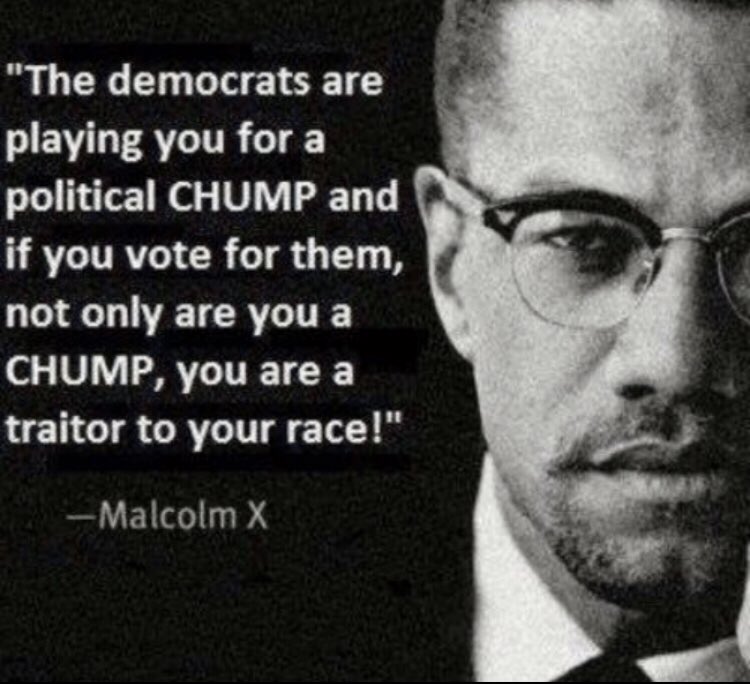 "The democrats are
playing you for a
political CHUMP and
if you vote for them,
not only are you a
CHUMP, you are a
traitor to your race!"
—Malcolm X